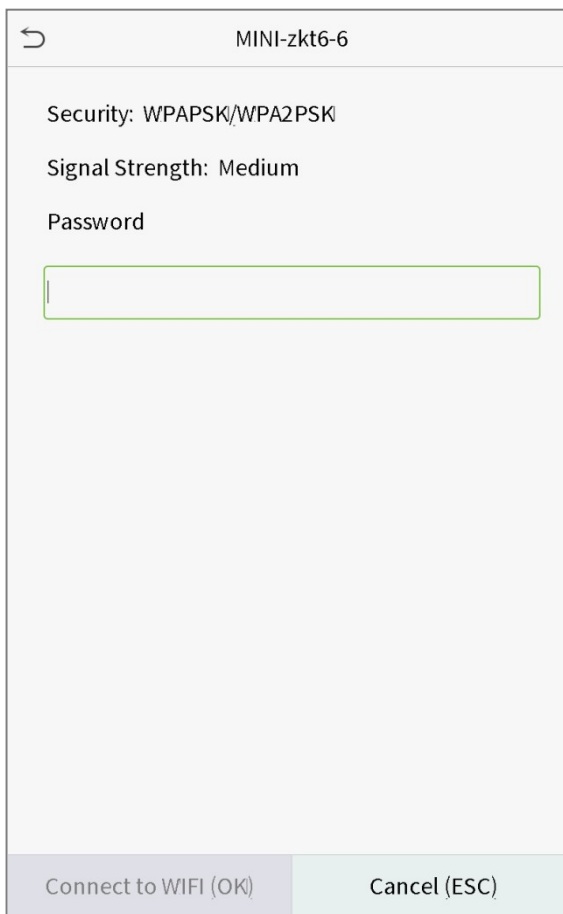 MINI-zkt6-6
Security: WPAPSK/WPA2PSK
Signal Strength: Medium
Password
Connect to WIFI (OK)
Cancel (ESC)